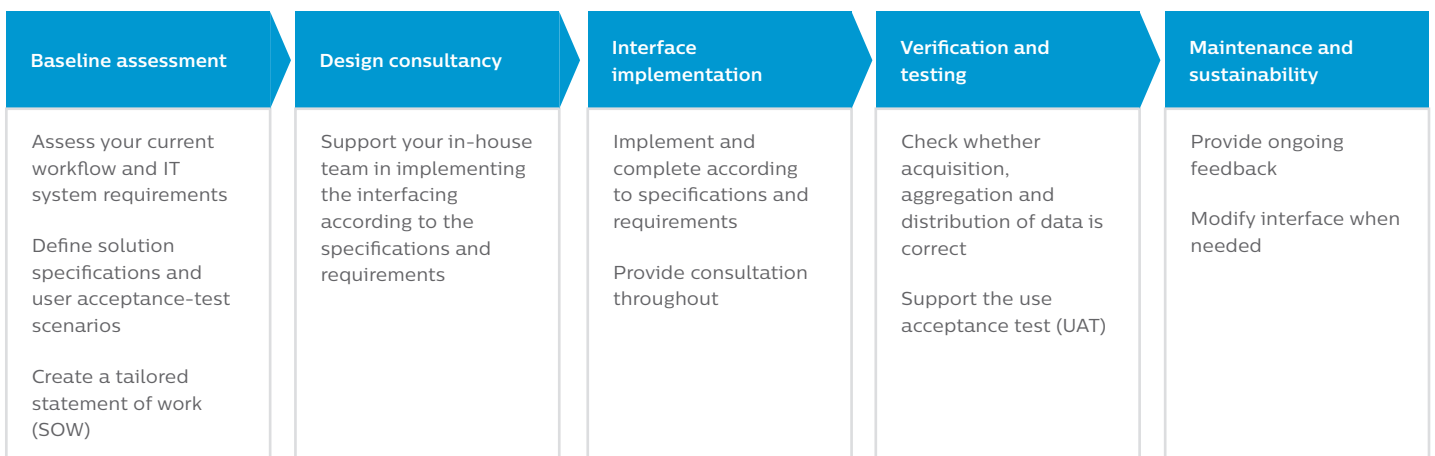 Baseline assessment
Assess your current
workflow and IT
system requirements
Define solution
specifications and
user acceptance-test
scenarios
Create a tailored
statement of work
(SOW)
Design consultancy
Support your in-house
team in implementing
the interfacing
according to the
specifications and
requirements
Interface
implementation
Implement and
complete according
to specifications and
requirements
Provide consultation
throughout
Verification and
testing
Check whether
acquisition,
aggregation and
distribution of data is
correct
Support the use
acceptance test (UAT)
Maintenance and
sustainability
Provide ongoing
feedback
Modify interface when
needed